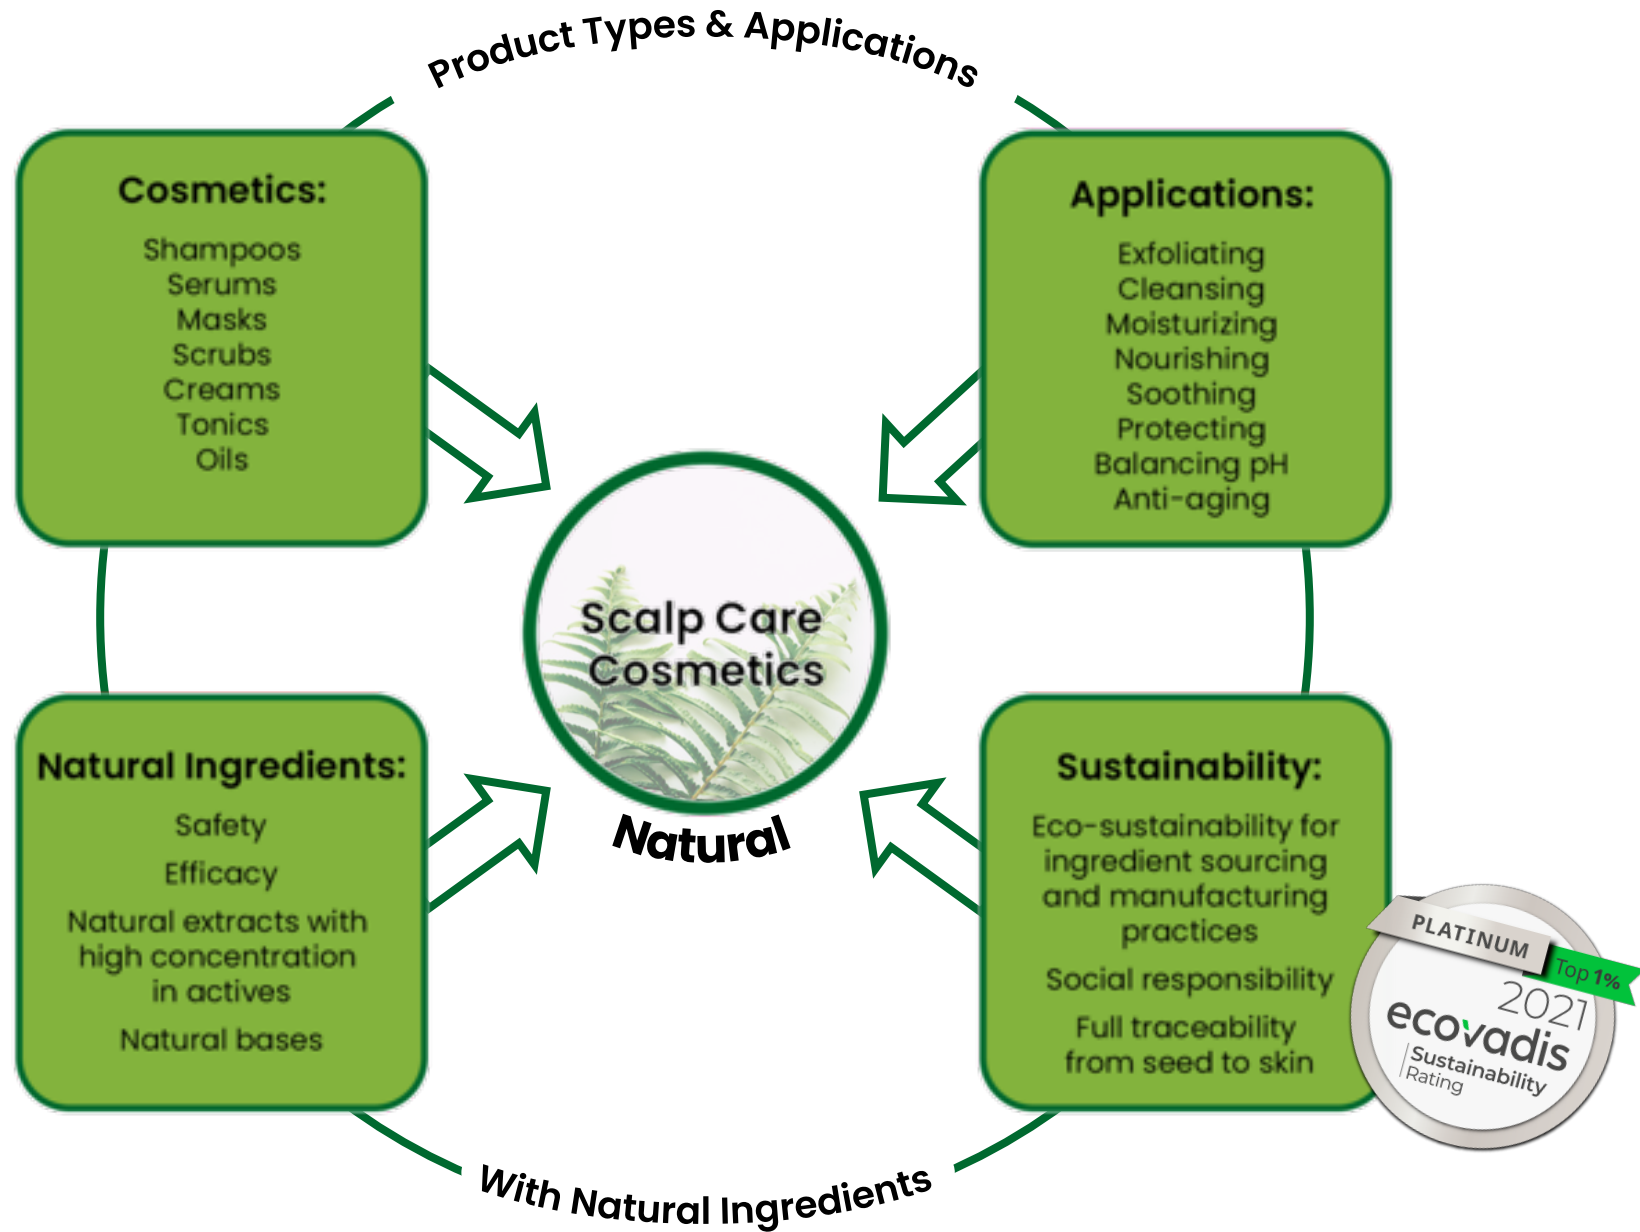 Product Types & Applications
Cosmetics:
Shampoos
Serums
Masks
Scrubs
Creams
Tonics
Oils
Applications:
Exfoliating
Cleansing
Moisturizing
Nourishing
Soothing
Protecting
Balancing pH
Anti-aging
Scalp Care
Cosmetics
Natural
Natural Ingredients:
Safety
Efficacy
Natural extracts with
high concentration
in actives
Natural bases
Sustainability:
Eco-sustainability for
ingredient sourcing
and manufacturing
practices
Social responsibility
Full traceability
from seed to skin
PLATINUM
Top 1%
2021
ecovadis
Sustainability
Rating
With Natural Ingredients